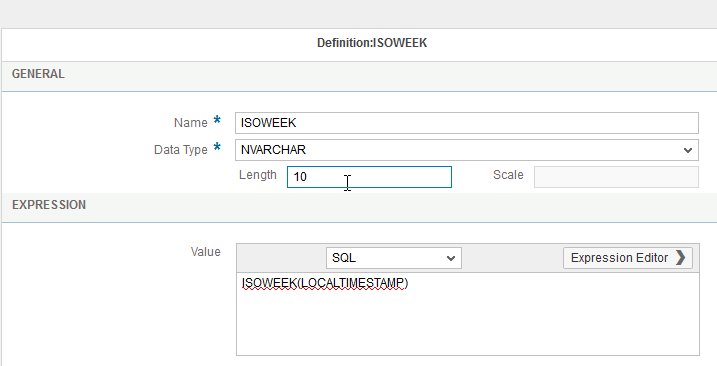 Definition:ISOWEEK
GENERAL
Name * ISOWEEK
Data Type * NVARCHAR
Length 10 Scale
EXPRESSION
Value SQL Expression Editor ❯
ISOWEEK(LOCALTIMESTAMP)